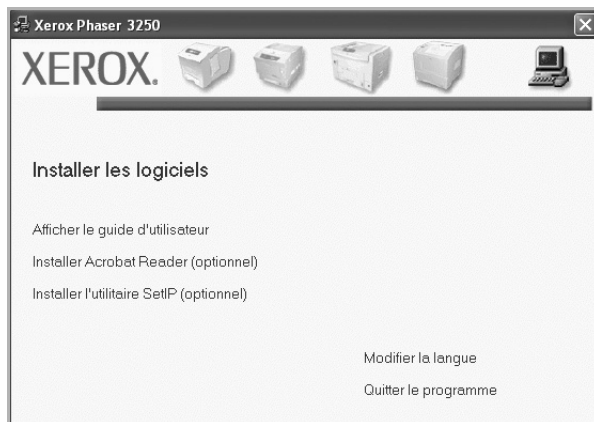 Xerox Phaser 3250
XEROX.
Installer les logiciels
Afficher le guide d'utilisateur
Installer Acrobat Reader (optionnel)
Installer l'utilitaire SetIP (optionnel)
Modifier la langue
Quitter le programme